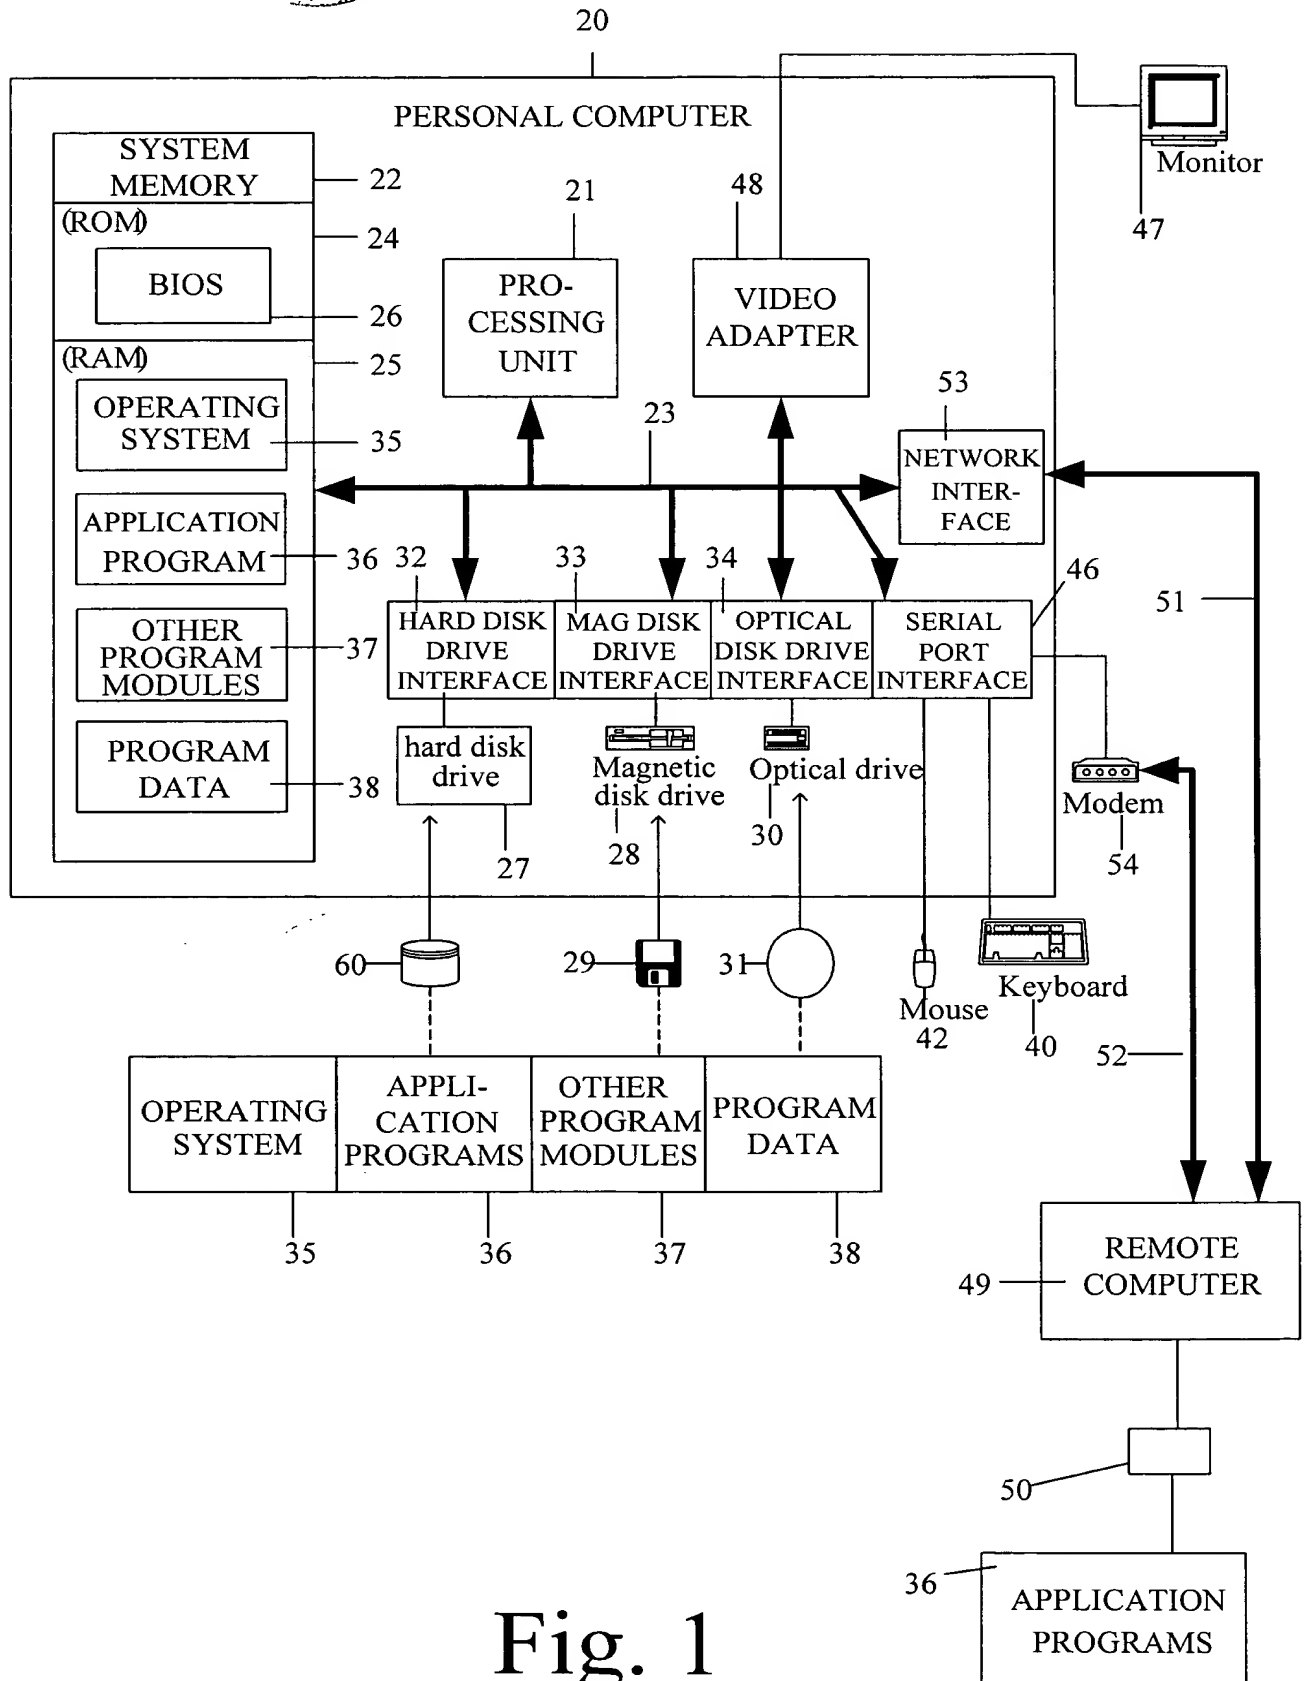 20
PERSONAL COMPUTER
Monitor
47
SYSTEM
MEMORY
22
(ROM)
24
BIOS
26
(RAM)
25
OPERATING
SYSTEM
35
APPLICATION
PROGRAM
36
OTHER
PROGRAM
MODULES
37
PROGRAM
DATA
38
21
PRO-
CESSING
UNIT
48
VIDEO
ADAPTER
23
53
NETWORK
INTER-
FACE
32
HARD DISK
DRIVE
INTERFACE
33
MAG DISK
DRIVE
INTERFACE
34
OPTICAL
DISK DRIVE
INTERFACE
46
SERIAL
PORT
INTERFACE
51
hard disk
drive
27
Magnetic
disk drive
28
Optical drive
30
Modem
54
60
29
31
Mouse
42
Keyboard
40
52
OPERATING
SYSTEM
APPLI-
CATION
PROGRAMS
OTHER
PROGRAM
MODULES
PROGRAM
DATA
35
36
37
38
REMOTE
COMPUTER
49
50
36
APPLICATION
PROGRAMS
Fig. 1